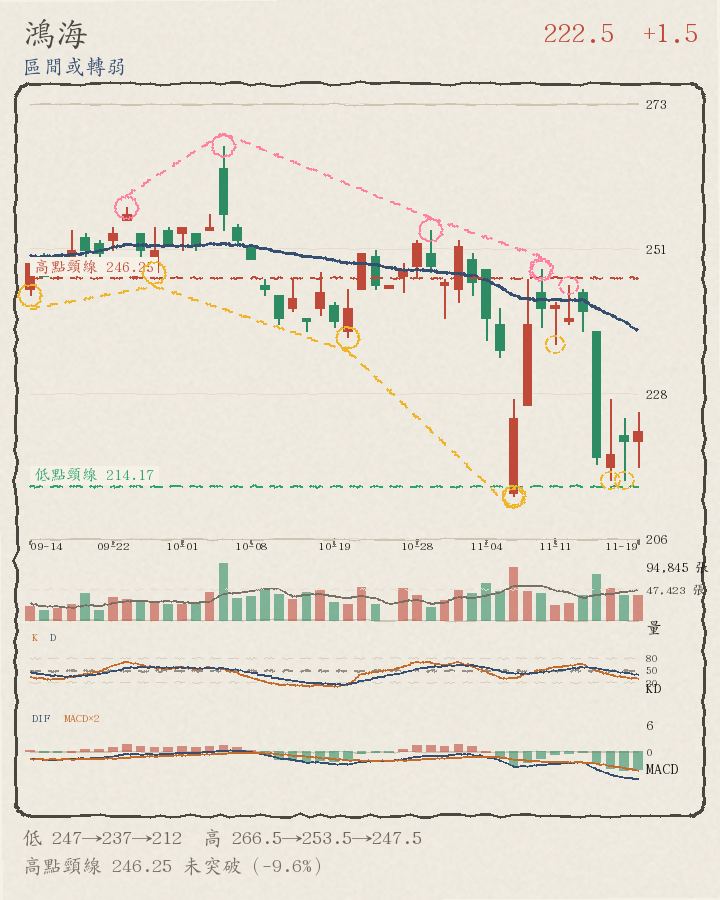 鴻海
222.5 +1.5
區間或轉弱
273
251
高點頸線 246.25
228
低點頸線 214.17
206
09-14 09-22 10-01 10-08 10-19 10-28 11-04 11-11 11-19
94,845 張
47,423 張
量
K D
80
50
20
KD
DIF MACD×2
6
0
MACD
低 247→237→212 高 266.5→253.5→247.5
高點頸線 246.25 未突破 (-9.6%)